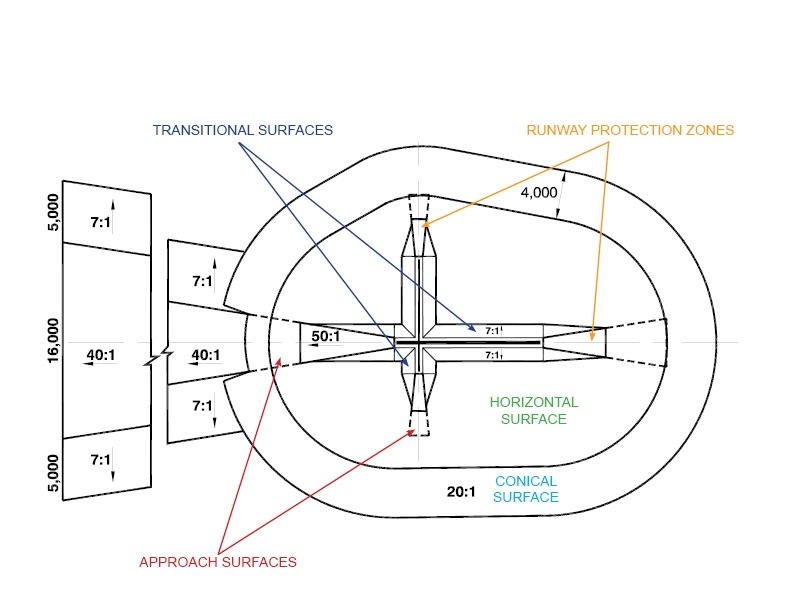 TRANSITIONAL SURFACES
RUNWAY PROTECTION ZONES
5,000
7:1
4,000
7:1
16,000
40:1
40:1
50:1
7:1
7:1
7:1
5,000
7:1
HORIZONTAL
SURFACE
20:1
CONICAL
SURFACE
APPROACH SURFACES